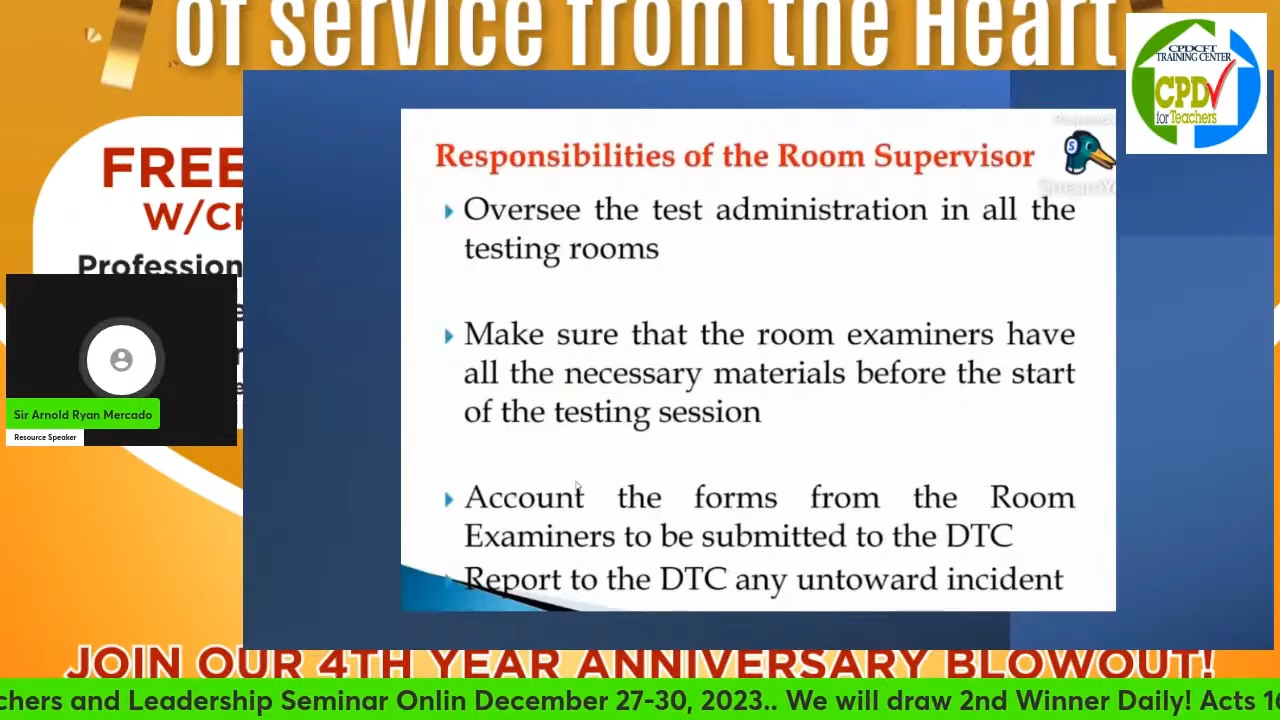 of service from the Heart
CPDCFT
TRAINING CENTER
CPD
for Teachers
FREE
W/CP
Profession
Responsibilities of the Room Supervisor
Oversee the test administration in all the
testing rooms
Make sure that the room examiners have
all the necessary materials before the start
of the testing session
Account the forms from the Room
Examiners to be submitted to the DTC
Report to the DTC any untoward incident
Sir Arnold Ryan Mercado
Resource Speaker
JOIN OUR 4TH YEAR ANNIVERSARY BLOWOUT!
chers and Leadership Seminar Onlin December 27-30, 2023.. We will draw 2nd Winner Daily! Acts